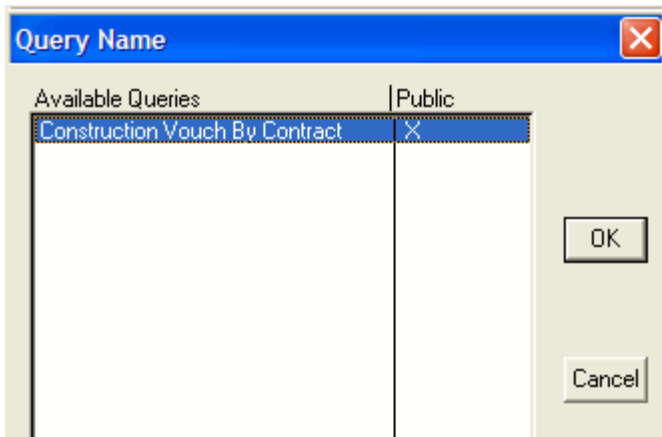 Query Name
Available Queries Public
Construction Vouch By Contract X
OK
Cancel